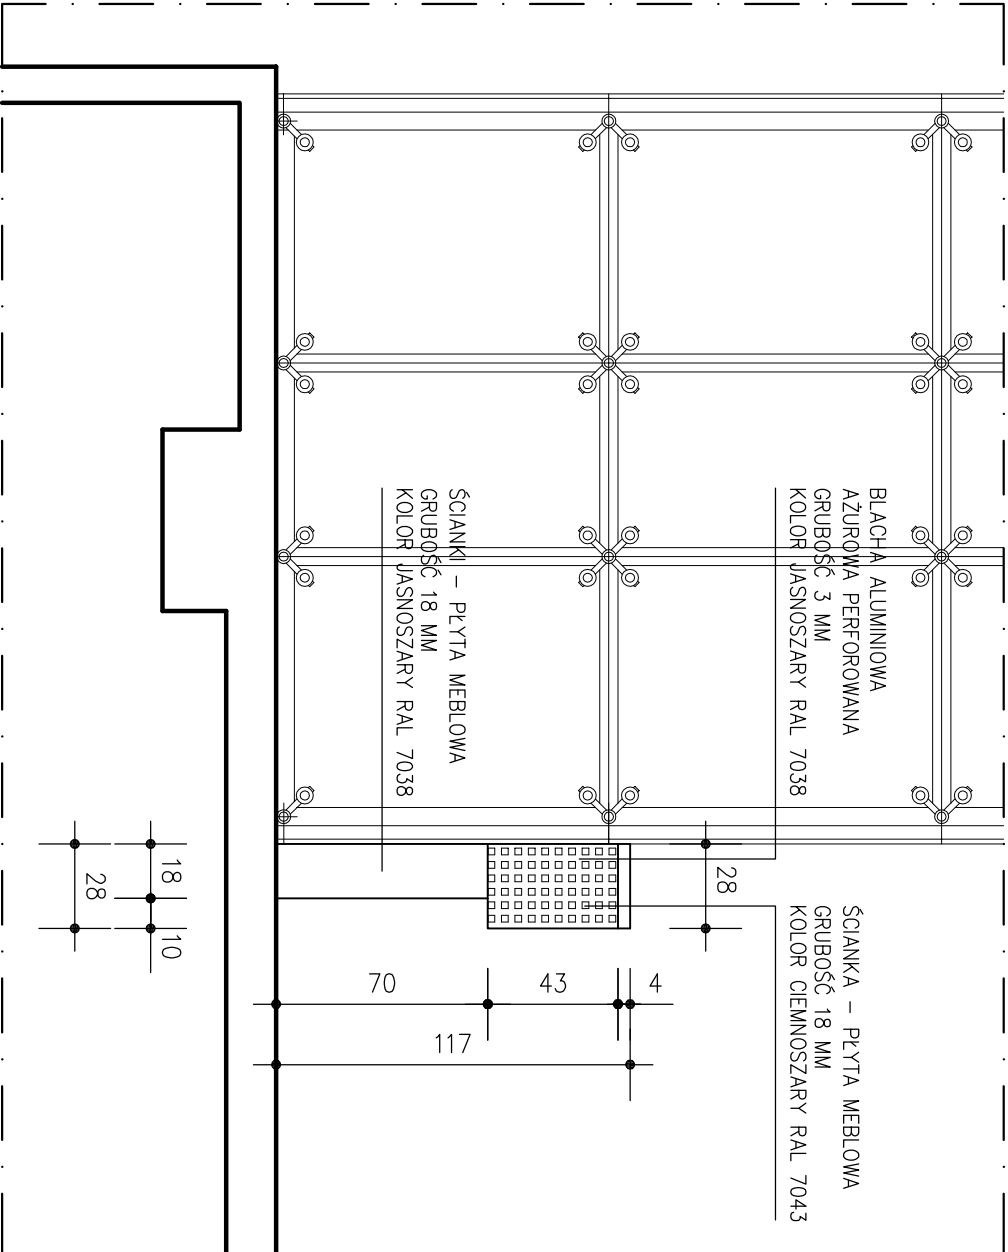 BLACHA ALUMINIOWA
AŻUROWA PERFOROWANA
GRUBOŚĆ 3 MM
KOLOR JASNOSZARY RAL 7038
ŚCIANKI – PŁYTA MEBLOWA
GRUBOŚĆ 18 MM
KOLOR JASNOSZARY RAL 7038
ŚCIANKA – PŁYTA MEBLOWA
GRUBOŚĆ 18 MM
KOLOR CIEMNOSZARY RAL 7043
28
18
10
28
70
43
4
117